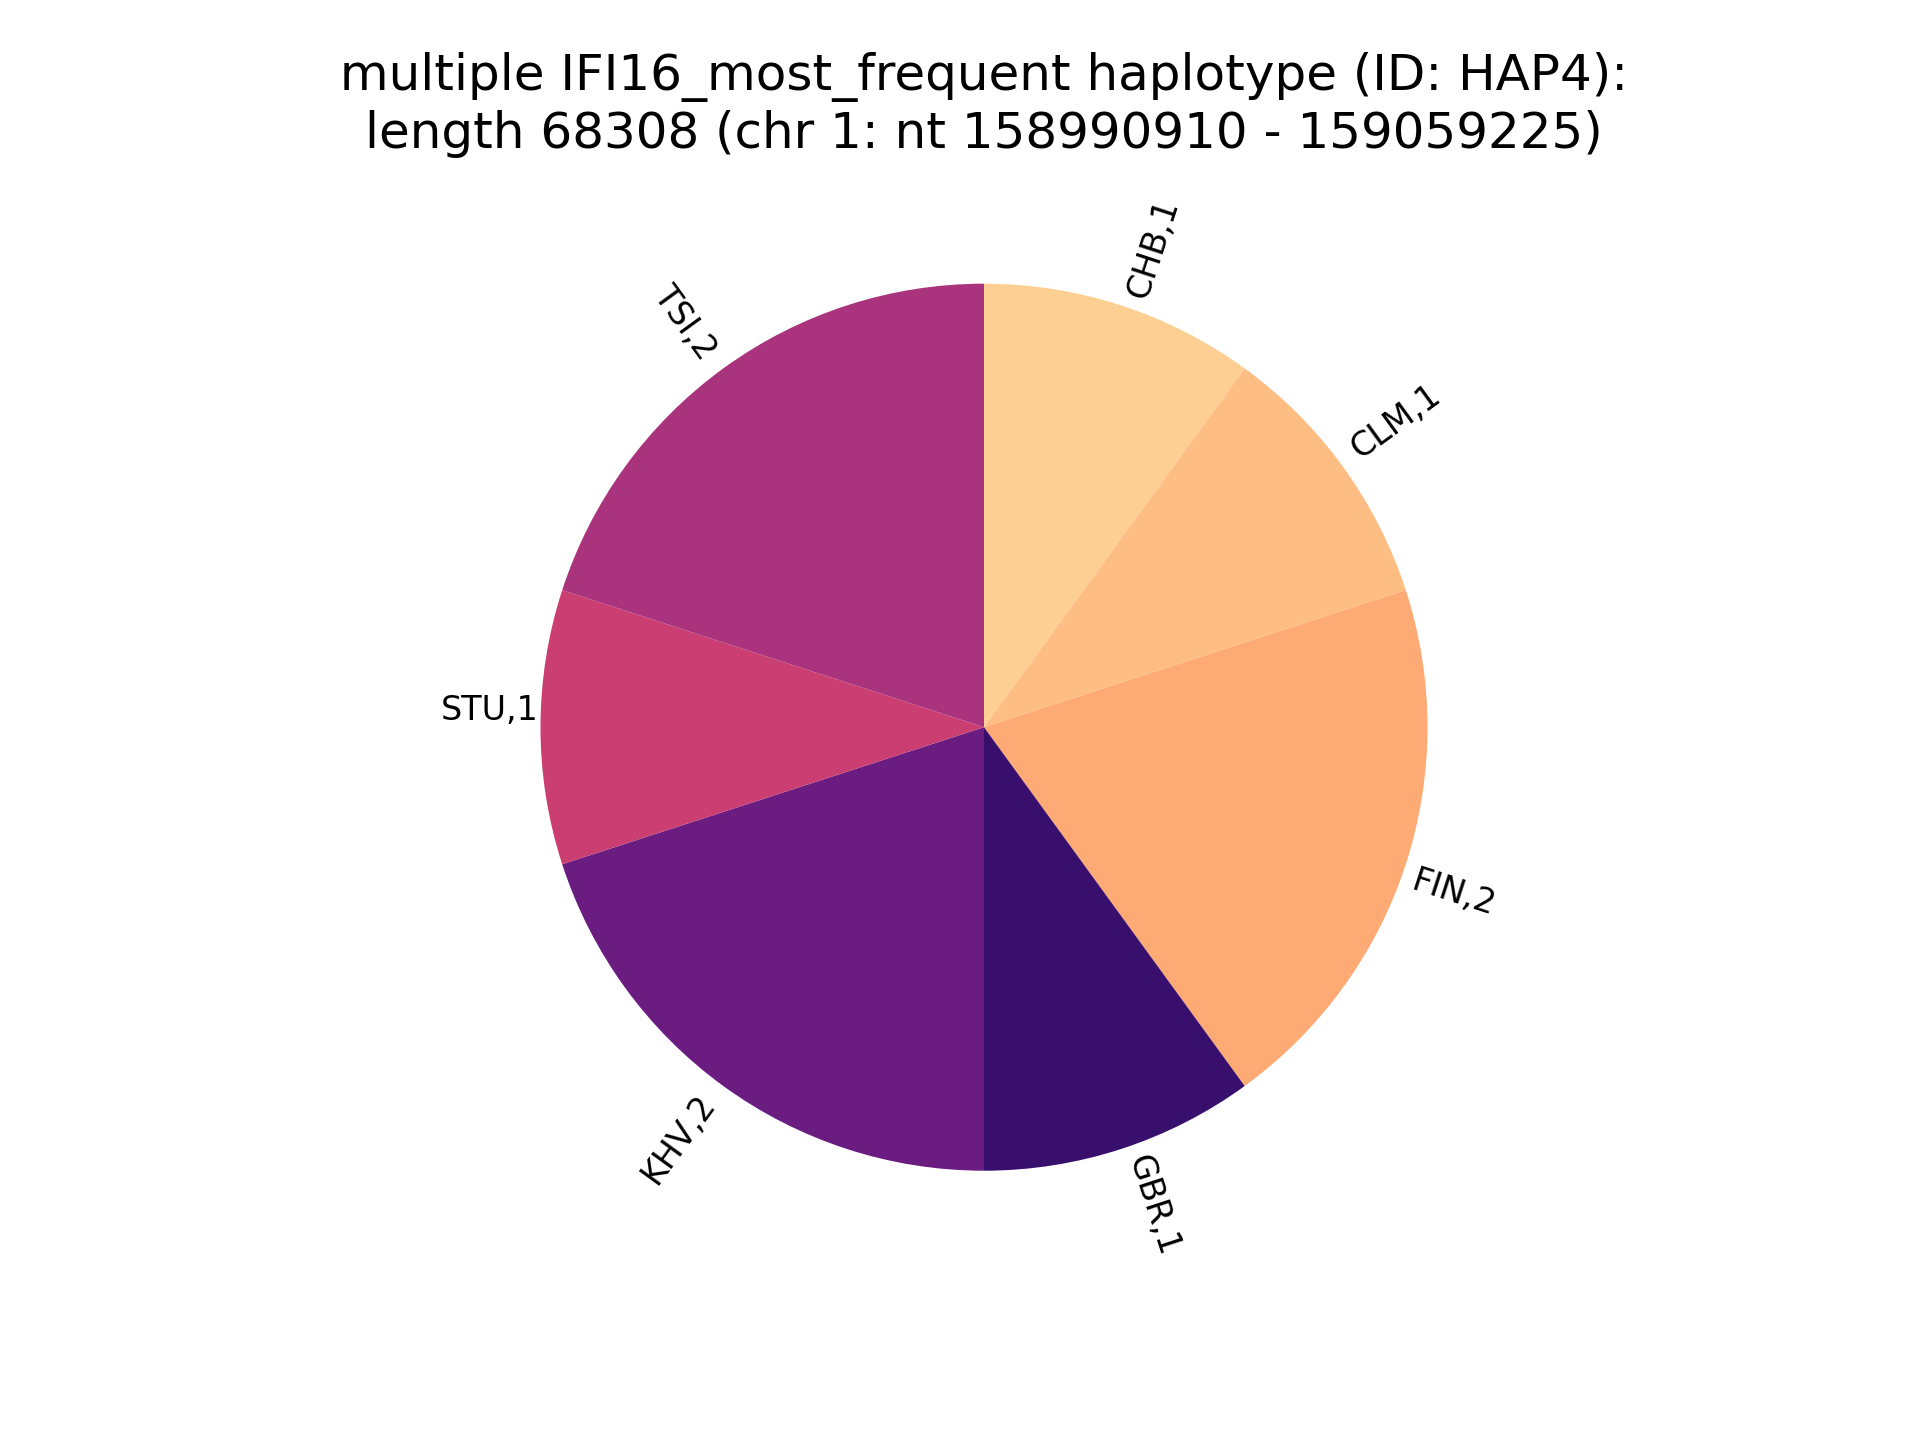 multiple IFI16_most_frequent haplotype (ID: HAP4):
length 68308 (chr 1: nt 158990910 - 159059225)
CHB,1
TSI,2
CLM,1
STU,1
FIN,2
KHV,2
GBR,1